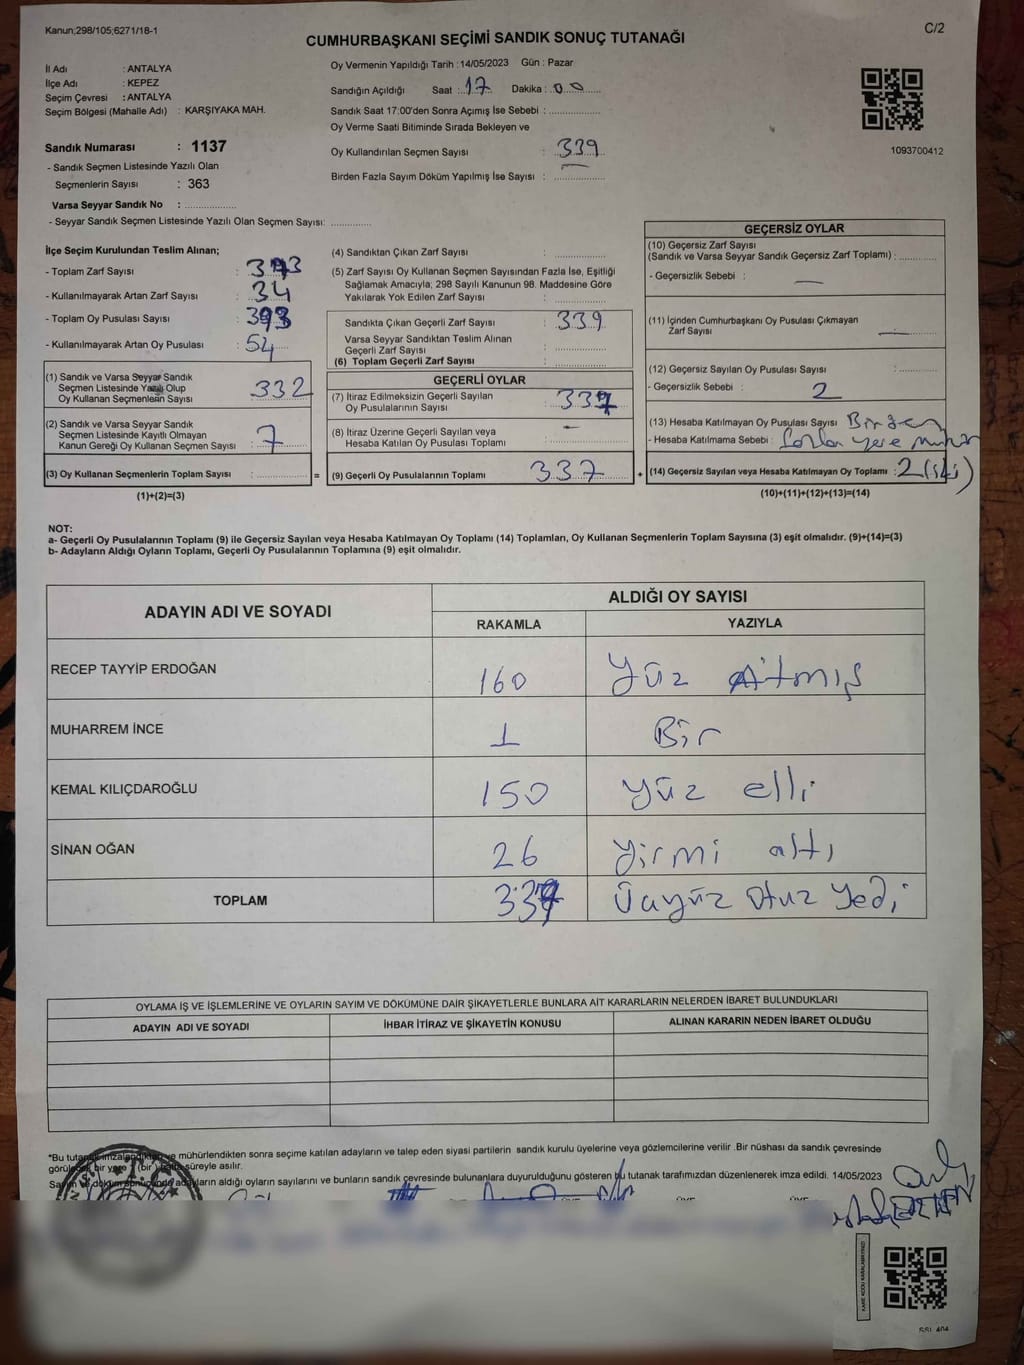 Kanun;298/105;6271/18-1
C/2
CUMHURBAŞKANI SEÇİMİ SANDIK SONUÇ TUTANAĞI
İl Adı : ANTALYA
İlçe Adı : KEPEZ
Seçim Çevresi : ANTALYA
Seçim Bölgesi (Mahalle Adı) : KARŞIYAKA MAH.
Sandık Numarası : 1137
- Sandık Seçmen Listesinde Yazılı Olan
Seçmenlerin Sayısı : 363
Varsa Seyyar Sandık No :
- Seyyar Sandık Seçmen Listesinde Yazılı Olan Seçmen Sayısı:
Oy Vermenin Yapıldığı Tarih : 14/05/2023 Gün : Pazar
Sandığın Açıldığı Saat : 17 Dakika : 00
Sandık Saat 17:00'den Sonra Açımış İse Sebebi :
Oy Verme Saati Bitiminde Sırada Bekleyen ve
Oy Kullandırılan Seçmen Sayısı : 339
Birden Fazla Sayım Döküm Yapılmış İse Sayısı :
1093700412
İlçe Seçim Kurulundan Teslim Alınan;
- Toplam Zarf Sayısı : 373
- Kullanılmayarak Artan Zarf Sayısı : 34
- Toplam Oy Pusulası Sayısı : 393
- Kullanılmayarak Artan Oy Pusulası : 54
(1) Sandık ve Varsa Seyyar Sandık
Seçmen Listesinde Yazılı Olup
Oy Kullanan Seçmenlerin Sayısı : 332
(2) Sandık ve Varsa Seyyar Sandık
Seçmen Listesinde Kayıtlı Olmayan
Kanun Gereği Oy Kullanan Seçmen Sayısı : 7
(3) Oy Kullanan Seçmenlerin Toplam Sayısı : =
(1)+(2)=(3)
(4) Sandıktan Çıkan Zarf Sayısı :
(5) Zarf Sayısı Oy Kullanan Seçmen Sayısından Fazla İse, Eşitliği
Sağlamak Amacıyla; 298 Sayılı Kanunun 98. Maddesine Göre
Yakılarak Yok Edilen Zarf Sayısı :
Sandıkta Çıkan Geçerli Zarf Sayısı : 339
Varsa Seyyar Sandıktan Teslim Alınan
Geçerli Zarf Sayısı :
(6) Toplam Geçerli Zarf Sayısı :
GEÇERLİ OYLAR
(7) İtiraz Edilmeksizin Geçerli Sayılan
Oy Pusulalarının Sayısı : 337
(8) İtiraz Üzerine Geçerli Sayılan veya
Hesaba Katılan Oy Pusulası Toplamı : –
(9) Geçerli Oy Pusulalarının Toplamı : 337 +
GEÇERSİZ OYLAR
(10) Geçersiz Zarf Sayısı
(Sandık ve Varsa Seyyar Sandık Geçersiz Zarf Toplamı) :
- Geçersizlik Sebebi : —
(11) İçinden Cumhurbaşkanı Oy Pusulası Çıkmayan
Zarf Sayısı : —
(12) Geçersiz Sayılan Oy Pusulası Sayısı :
- Geçersizlik Sebebi : 2
(13) Hesaba Katılmayan Oy Pusulası Sayısı
- Hesaba Katılmama Sebebi : yere
(14) Geçersiz Sayılan veya Hesaba Katılmayan Oy Toplamı : 2 (iki)
(10)+(11)+(12)+(13)=(14)
NOT:
a- Geçerli Oy Pusulalarının Toplamı (9) ile Geçersiz Sayılan veya Hesaba Katılmayan Oy Toplamı (14) Toplamları, Oy Kullanan Seçmenlerin Toplam Sayısına (3) eşit olmalıdır. (9)+(14)=(3)
b- Adayların Aldığı Oyların Toplamı, Geçerli Oy Pusulalarının Toplamına (9) eşit olmalıdır.
ADAYIN ADI VE SOYADI
ALDIĞI OY SAYISI
RAKAMLA YAZIYLA
RECEP TAYYİP ERDOĞAN 160 Yüz Altmış
MUHARREM İNCE 1 Bir
KEMAL KILIÇDAROĞLU 150 yüz elli
SİNAN OĞAN 26 yirmi altı
TOPLAM 337 Üçyüz otuz yedi
OYLAMA İŞ VE İŞLEMLERİNE VE OYLARIN SAYIM VE DÖKÜMÜNE DAİR ŞİKAYETLERLE BUNLARA AİT KARARLARIN NELERDEN İBARET BULUNDUKLARI
ADAYIN ADI VE SOYADI İHBAR İTİRAZ VE ŞİKAYETİN KONUSU ALINAN KARARIN NEDEN İBARET OLDUĞU
*Bu tutanak imzalandıktan ve mühürlendikten sonra seçime katılan adayların ve talep eden siyasi partilerin sandık kurulu üyelerine veya gözlemcilerine verilir .Bir nüshası da sandık çevresinde
görülecek bir yere 1 (bir) hafta süreyle asılır.
Sayım ve döküm sonucunda adayların aldığı oyların sayılarını ve bunların sandık çevresinde bulunanlara duyurulduğunu gösteren bu tutanak tarafımızdan düzenlenerek imza edildi. 14/05/2023